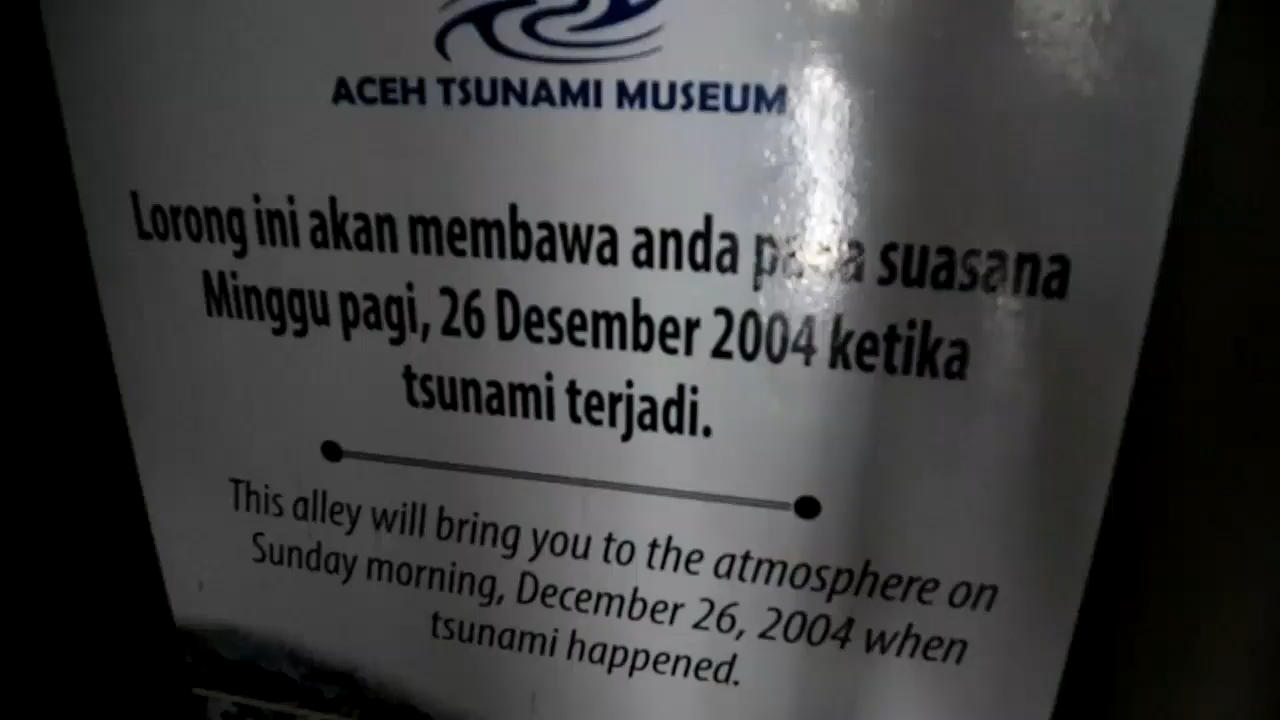 ACEH TSUNAMI MUSEUM
Lorong ini akan membawa anda pada suasana
Minggu pagi, 26 Desember 2004 ketika
tsunami terjadi.
This alley will bring you to the atmosphere on
Sunday morning, December 26, 2004 when
tsunami happened.